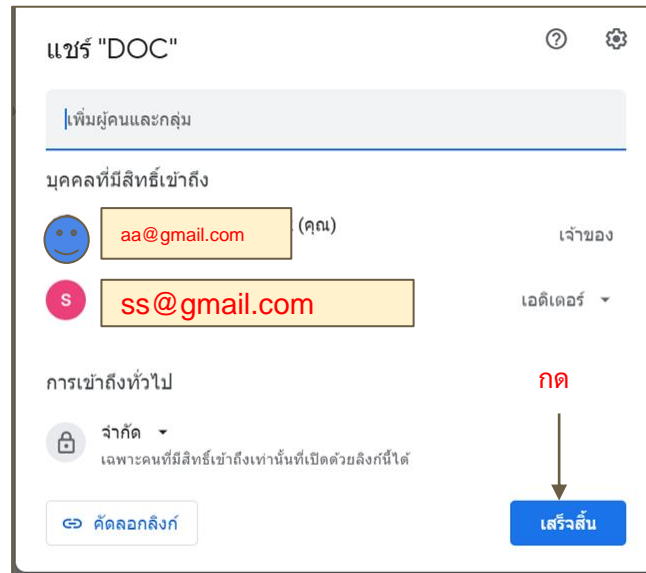 แชร์ "DOC"
เพิ่มผู้คนและกลุ่ม
บุคคลที่มีสิทธิ์เข้าถึง
aa@gmail.com (คุณ)
เจ้าของ
S
ss@gmail.com
เอดิเตอร์
การเข้าถึงทั่วไป
กด
จำกัด
เฉพาะคนที่มีสิทธิ์เข้าถึงเท่านั้นที่เปิดด้วยลิงก์นี้ได้
คัดลอกลิงก์
เสร็จสิ้น